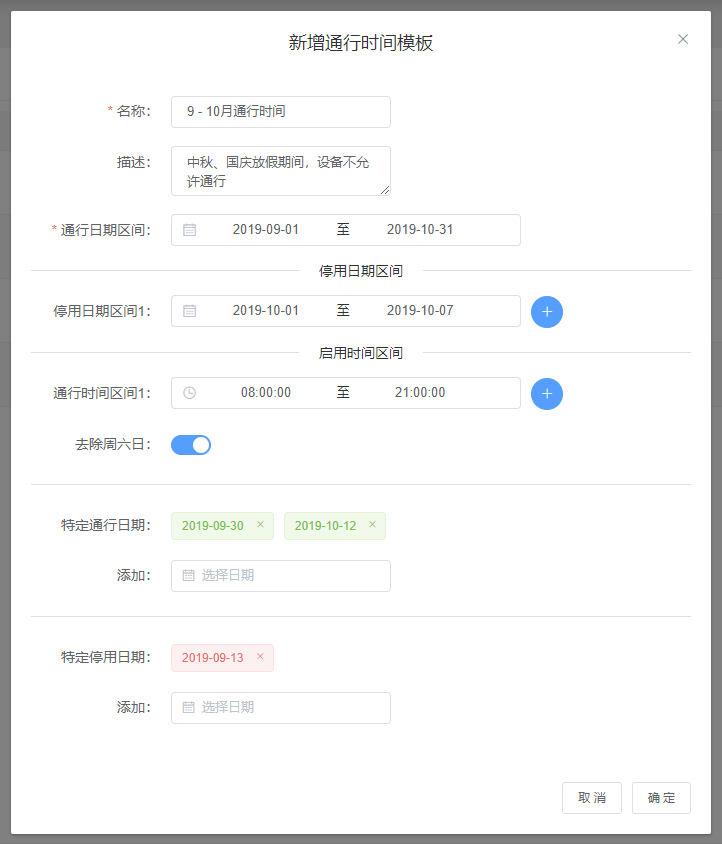 新增通行时间模板
* 名称：
9 - 10月通行时间
描述：
中秋、国庆放假期间，设备不允
许通行
* 通行日期区间：
2019-09-01 至 2019-10-31
停用日期区间
停用日期区间1：
2019-10-01 至 2019-10-07
启用时间区间
通行时间区间1：
08:00:00 至 21:00:00
去除周六日：
特定通行日期：
2019-09-30 × 2019-10-12 ×
添加：
选择日期
特定停用日期：
2019-09-13 ×
添加：
选择日期
取 消
确 定